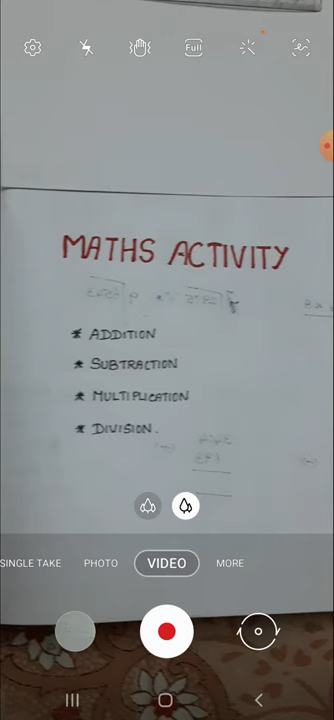 Full
MATHS ACTIVITY
* ADDITION
* SUBTRACTION
* MULTIPLICATION
* DIVISION.
SINGLE TAKE PHOTO VIDEO MORE